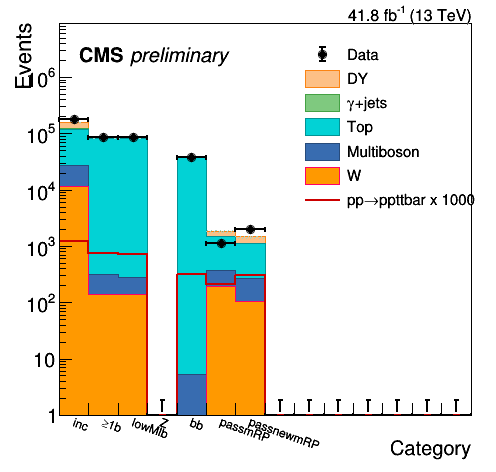 41.8 fb⁻¹ (13 TeV)
Events
CMS preliminary
Data
DY
γ+jets
Top
Multiboson
W
pp→ppttbar x 1000
10⁶
10⁵
10⁴
10³
10²
10
1
inc
≥1b
lowMlb
Z
bb
passmRP
passnewmRP
Category